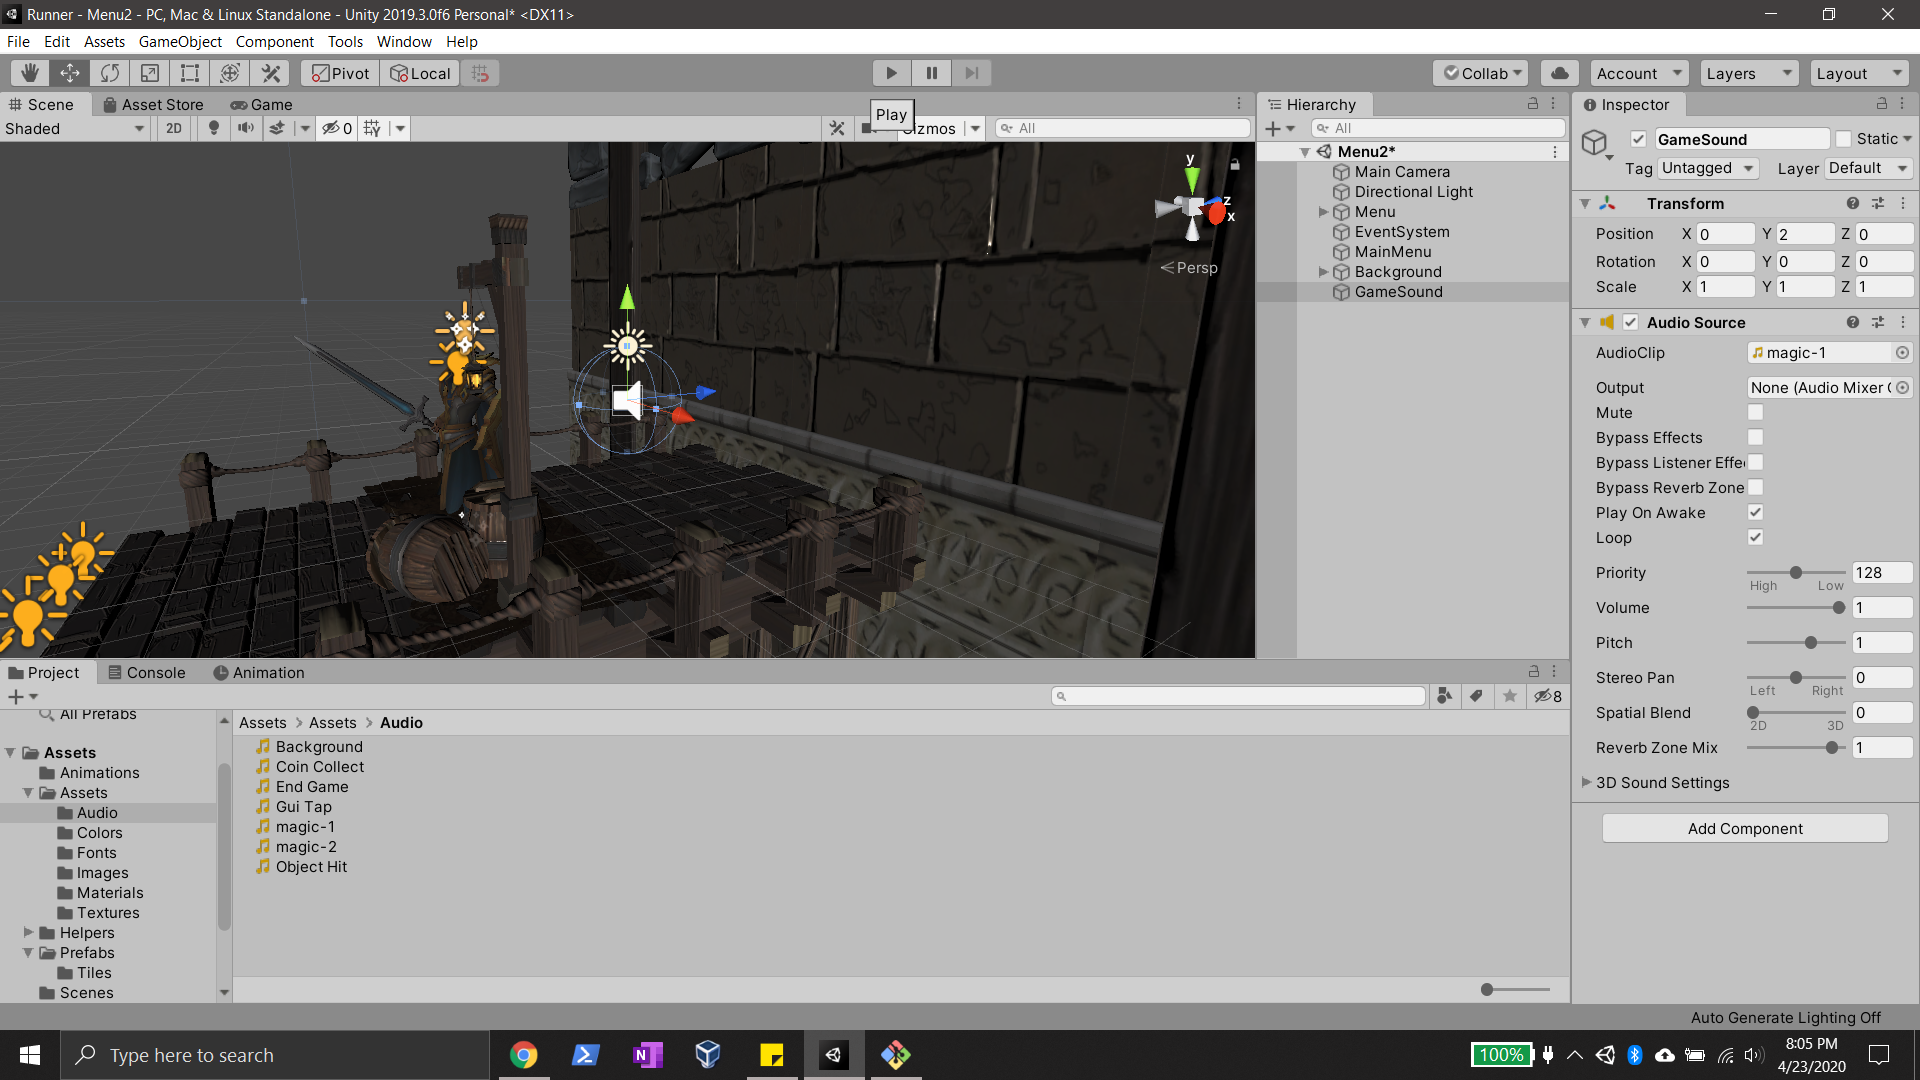 Runner - Menu2 - PC, Mac & Linux Standalone - Unity 2019.3.0f6 Personal* <DX11>
File Edit Assets GameObject Component Tools Window Help
Pivot Local Collab Account Layers Layout
Scene Asset Store Game
Play
Shaded 2D 0 Gizmos All
y
z
x
Persp
Hierarchy
All
Menu2*
Main Camera
Directional Light
Menu
EventSystem
MainMenu
Background
GameSound
Inspector
GameSound Static
Tag Untagged Layer Default
Transform
Position X 0 Y 2 Z 0
Rotation X 0 Y 0 Z 0
Scale X 1 Y 1 Z 1
Audio Source
AudioClip magic-1
Output None (Audio Mixer
Mute
Bypass Effects
Bypass Listener Effe
Bypass Reverb Zone
Play On Awake
Loop
Priority 128
High Low
Volume 1
Pitch 1
Stereo Pan 0
Left Right
Spatial Blend 0
2D 3D
Reverb Zone Mix 1
3D Sound Settings
Add Component
Project Console Animation
8
All Prefabs
Assets
Animations
Assets
Audio
Colors
Fonts
Images
Materials
Textures
Helpers
Prefabs
Tiles
Scenes
Assets > Assets > Audio
Background
Coin Collect
End Game
Gui Tap
magic-1
magic-2
Object Hit
Auto Generate Lighting Off
Type here to search
N
100%
8:05 PM
4/23/2020